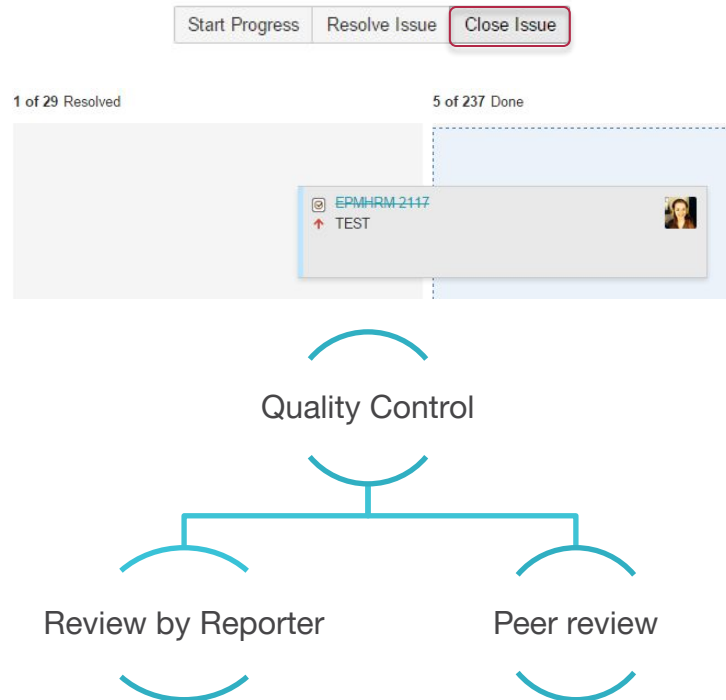 Start Progress Resolve Issue Close Issue
1 of 29 Resolved 5 of 237 Done
EPMHRM-2117
TEST
Quality Control
Review by Reporter Peer review